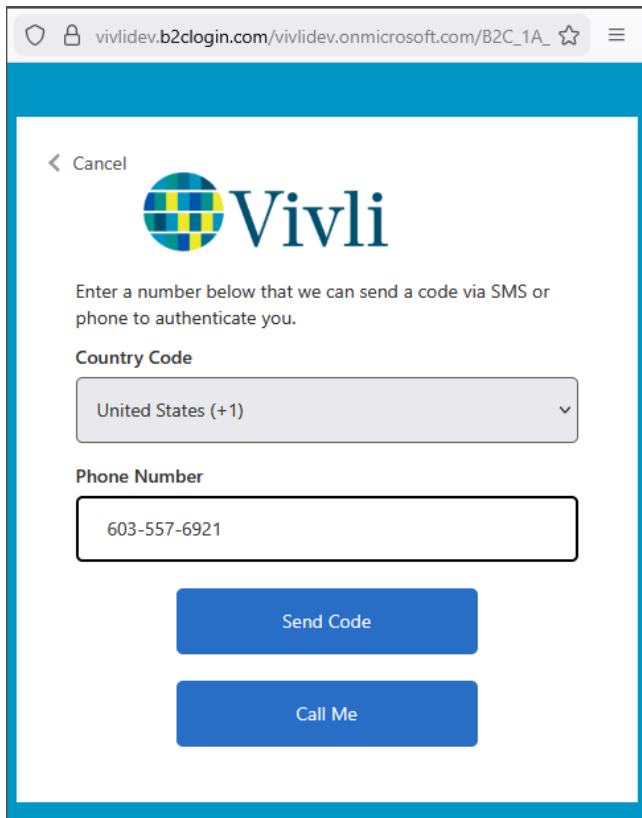 vivlidev.b2clogin.com/vivlidev.onmicrosoft.com/B2C_1A_
Cancel
Vivli
Enter a number below that we can send a code via SMS or
phone to authenticate you.
Country Code
United States (+1)
Phone Number
603-557-6921
Send Code
Call Me